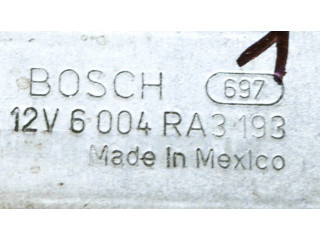 BOSCH 697
12V 6 004 RA3 193
Made in Mexico